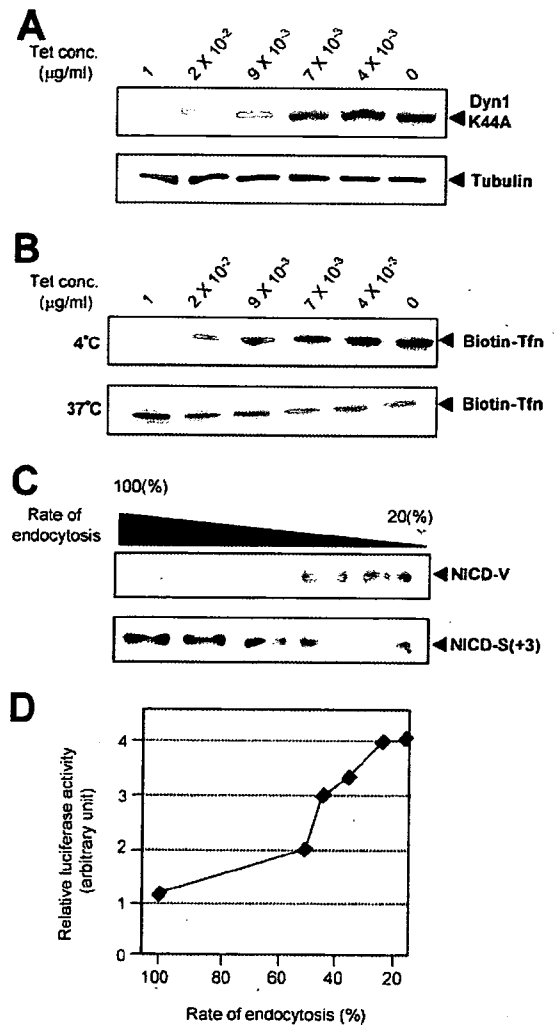 A
Tet conc.
(µg/ml)
1
2 X 10-2
9 X 10-3
7 X 10-3
4 X 10-3
0
Dyn1
K44A
Tubulin
B
Tet conc.
(µg/ml)
1
2 X 10-2
9 X 10-3
7 X 10-3
4 X 10-3
0
4°C
Biotin-Tfn
37°C
Biotin-Tfn
C
100(%)
Rate of
endocytosis
20(%)
NICD-V
NICD-S(+3)
D
Relative luciferase activity
(arbitrary unit)
4
3
2
1
0
100
80
60
40
20
Rate of endocytosis (%)